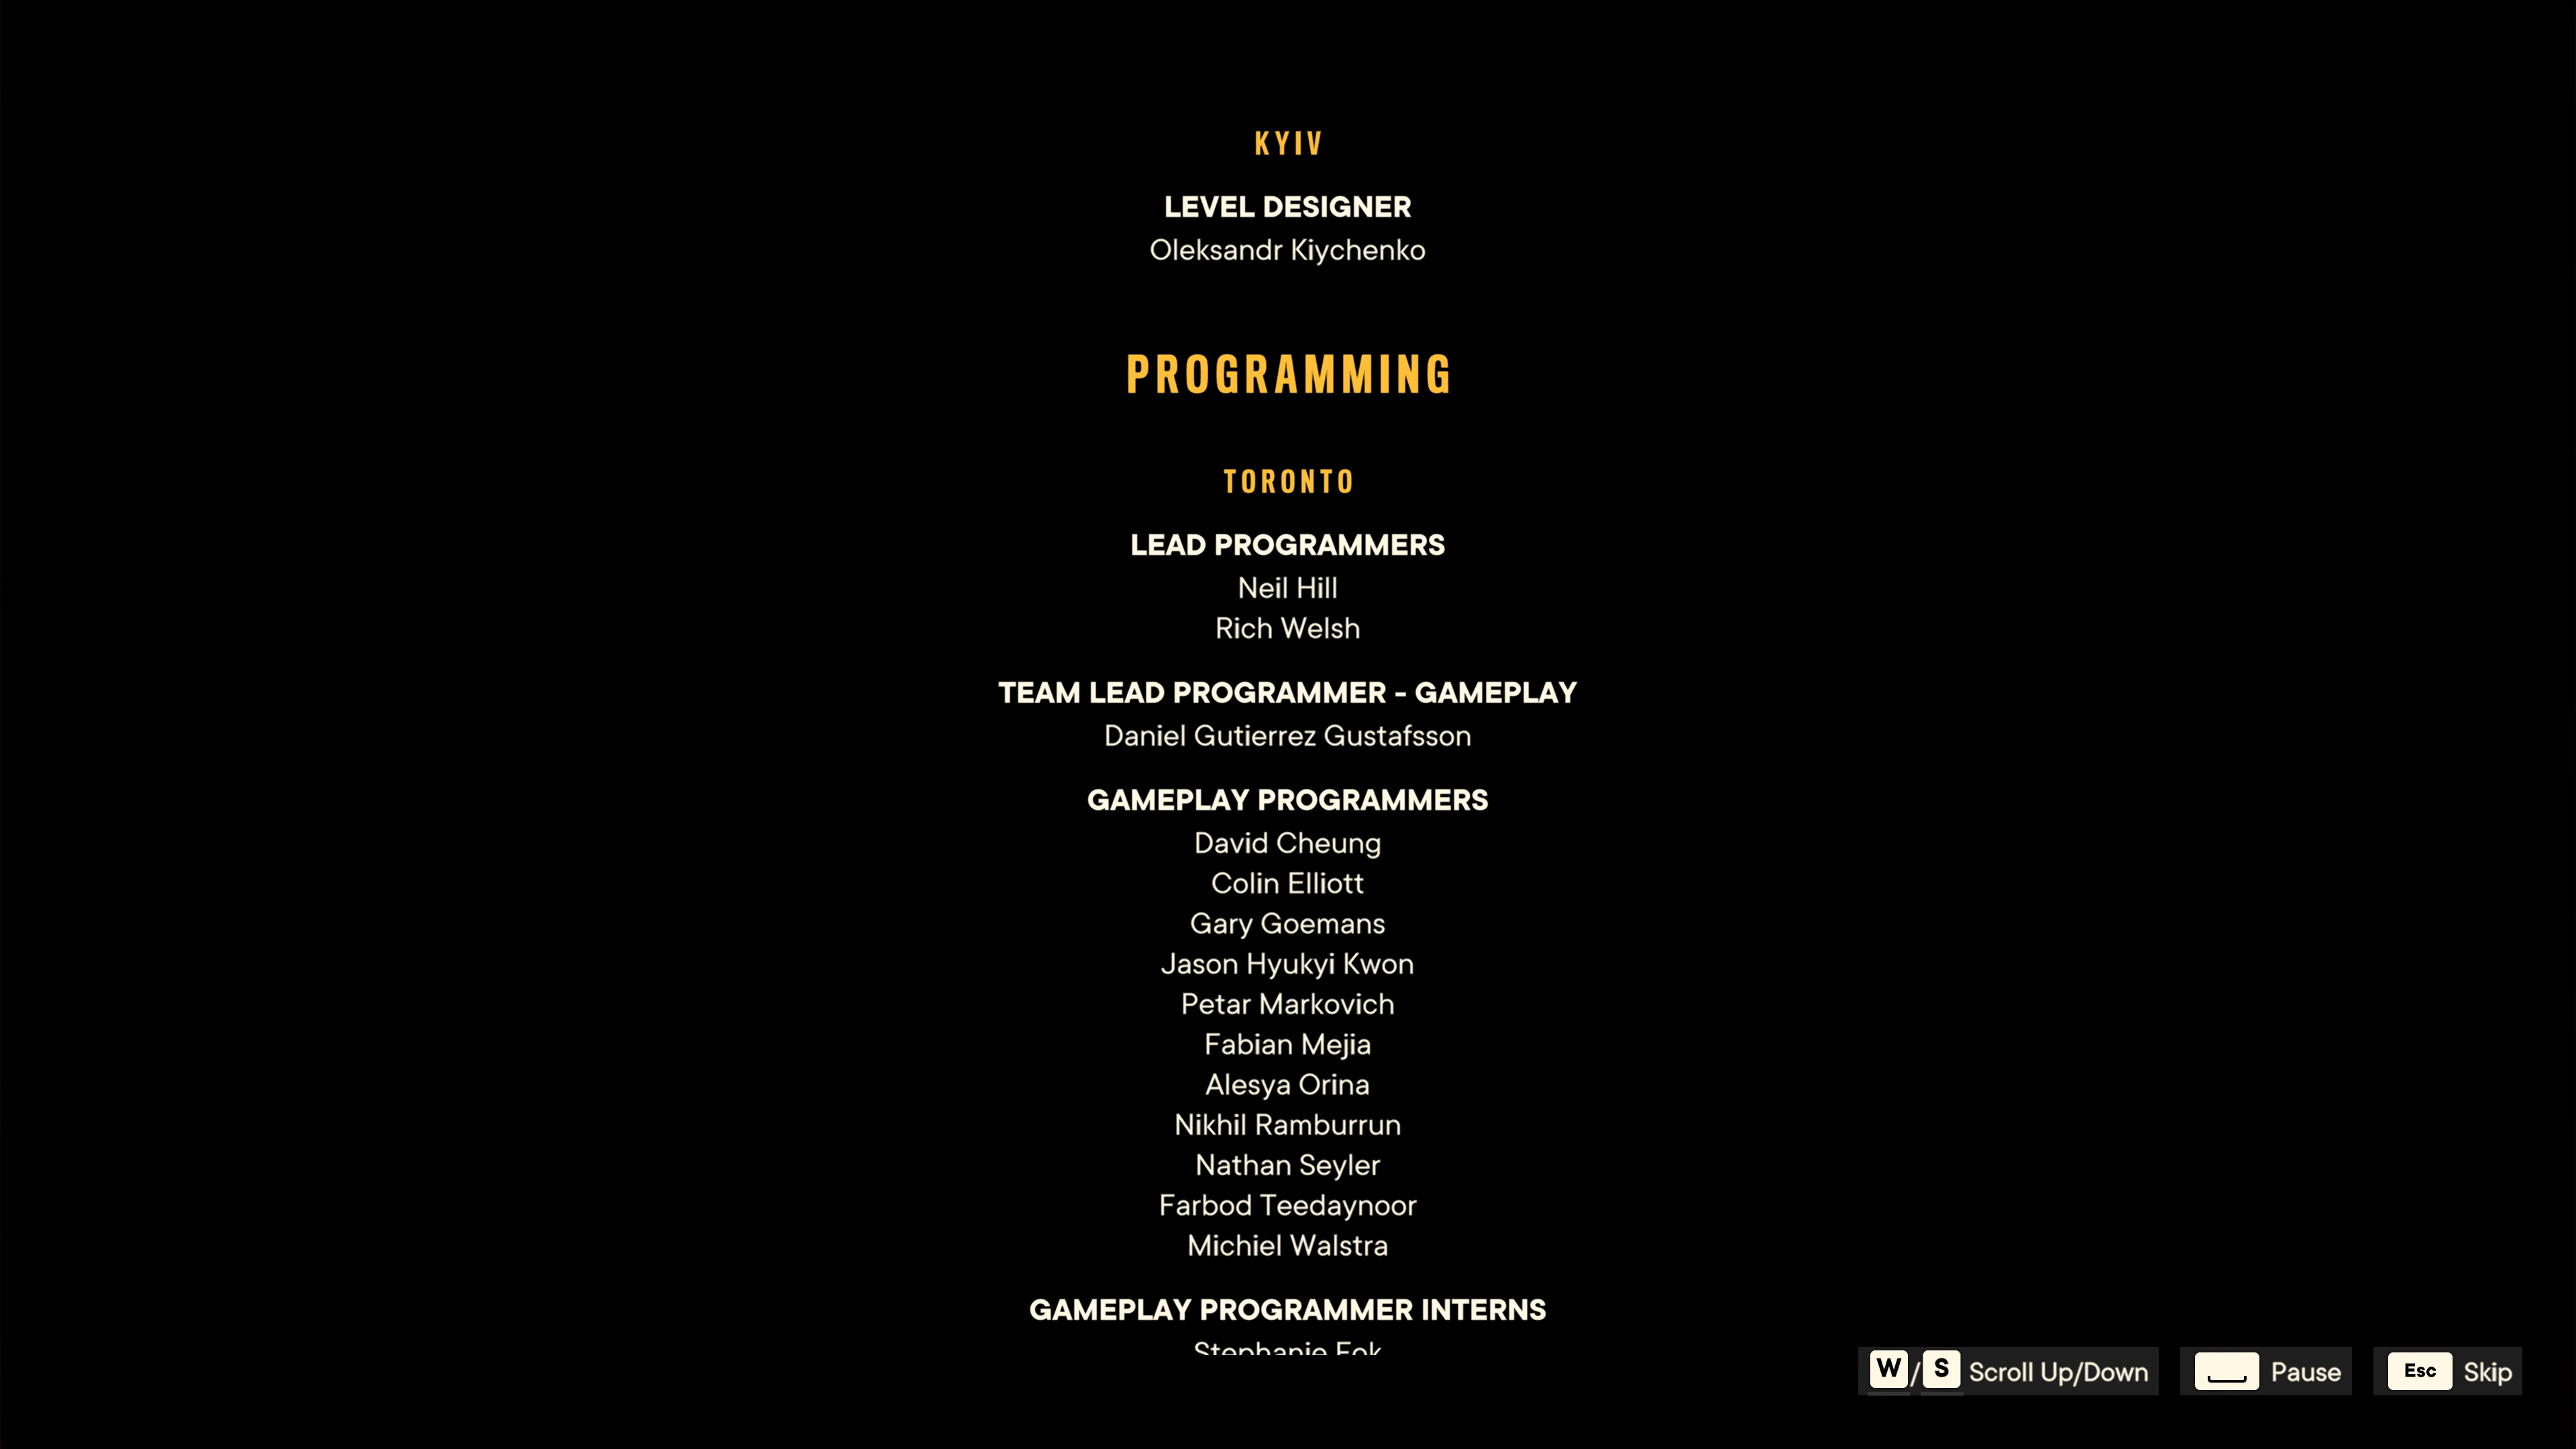 KYIV
LEVEL DESIGNER
Oleksandr Kiychenko
PROGRAMMING
TORONTO
LEAD PROGRAMMERS
Neil Hill
Rich Welsh
TEAM LEAD PROGRAMMER - GAMEPLAY
Daniel Gutierrez Gustafsson
GAMEPLAY PROGRAMMERS
David Cheung
Colin Elliott
Gary Goemans
Jason Hyukyi Kwon
Petar Markovich
Fabian Mejia
Alesya Orina
Nikhil Ramburrun
Nathan Seyler
Farbod Teedaynoor
Michiel Walstra
GAMEPLAY PROGRAMMER INTERNS
Stephanie Fok
W/S Scroll Up/Down Pause Esc Skip